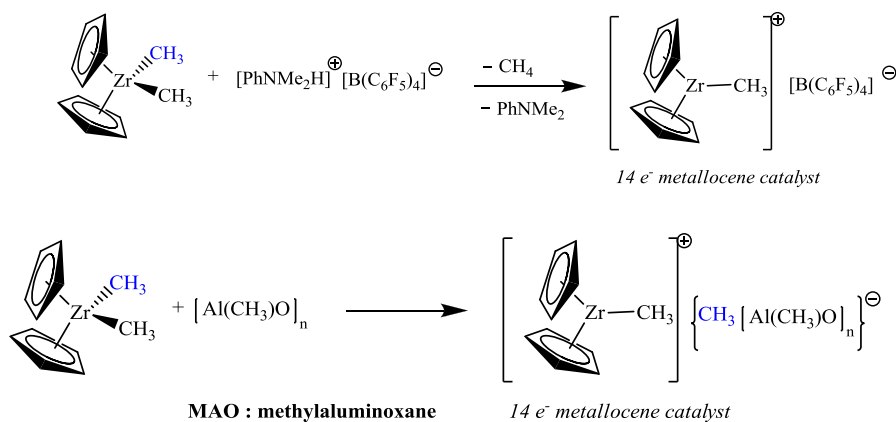 CH₃
Zr
CH₃
+ [PhNMe₂H]⊕ [B(C₆F₅)₄]⊖
− CH₄
− PhNMe₂
Zr — CH₃ ⊕ [B(C₆F₅)₄] ⊖
14 e⁻ metallocene catalyst
CH₃
Zr
CH₃
+ [Al(CH₃)O]ₙ
Zr — CH₃ ⊕ {CH₃ [Al(CH₃)O]ₙ}⊖
MAO : methylaluminoxane
14 e⁻ metallocene catalyst